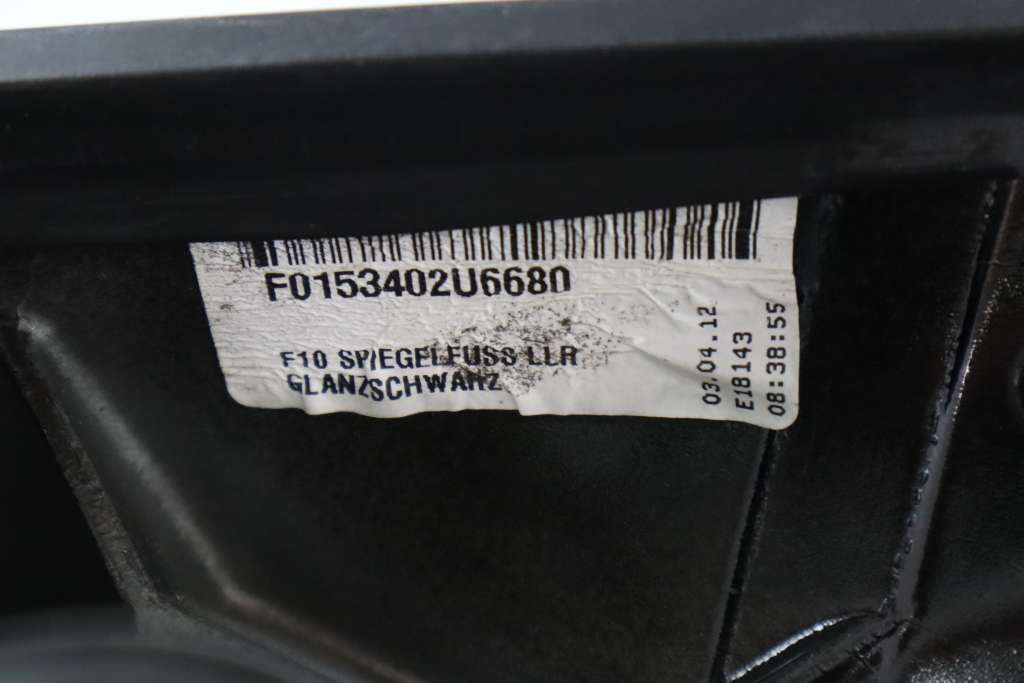 F0153402U6680
F10 SPIEGELFUSS LLR
GLANZSCHWARZ
03.04.12
E18143
08:38:55